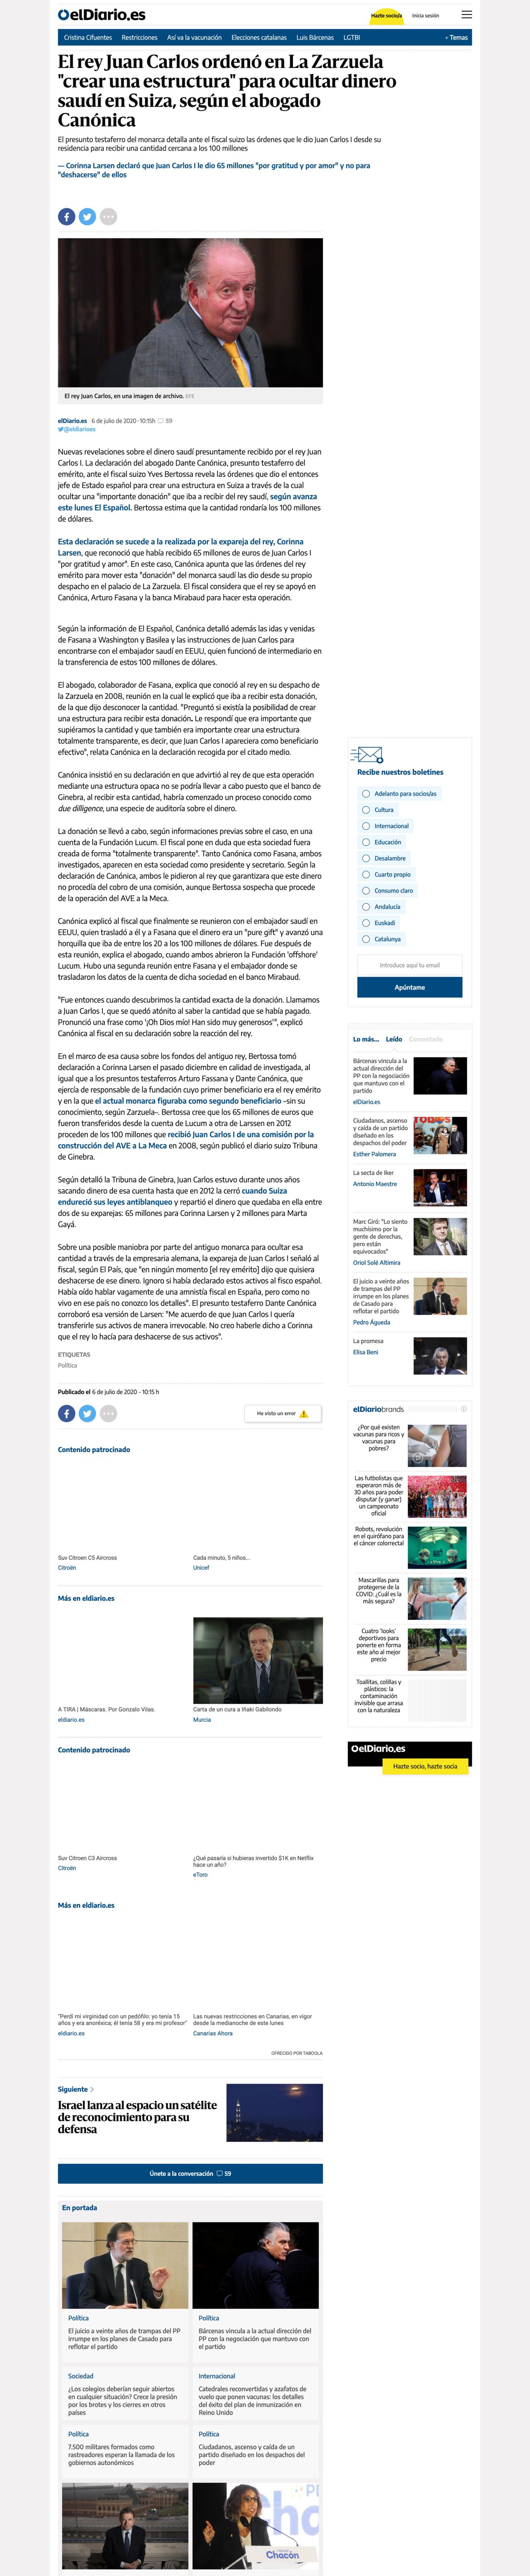 elDiario.es
Hazte socio/a
Inicia sesión
Cristina Cifuentes Restricciones Así va la vacunación Elecciones catalanas Luis Bárcenas LGTBI + Temas
El rey Juan Carlos ordenó en La Zarzuela
"crear una estructura" para ocultar dinero
saudí en Suiza, según el abogado
Canónica
El presunto testaferro del monarca detalla ante el fiscal suizo las órdenes que le dio Juan Carlos I desde su
residencia para recibir una cantidad cercana a los 100 millones
— Corinna Larsen declaró que Juan Carlos I le dio 65 millones "por gratitud y por amor" y no para
"deshacerse" de ellos
El rey Juan Carlos, en una imagen de archivo. EFE
elDiario.es 6 de julio de 2020 - 10:15h 59
@eldiarioes
Nuevas revelaciones sobre el dinero saudí presuntamente recibido por el rey Juan
Carlos I. La declaración del abogado Dante Canónica, presunto testaferro del
emérito, ante el fiscal suizo Yves Bertossa revela las órdenes que dio el entonces
jefe de Estado español para crear una estructura en Suiza a través de la cual
ocultar una "importante donación" que iba a recibir del rey saudí, según avanza
este lunes El Español. Bertossa estima que la cantidad rondaría los 100 millones
de dólares.
Esta declaración se sucede a la realizada por la expareja del rey, Corinna
Larsen, que reconoció que había recibido 65 millones de euros de Juan Carlos I
"por gratitud y amor". En este caso, Canónica apunta que las órdenes del rey
emérito para mover esta "donación" del monarca saudí las dio desde su propio
despacho en el palacio de La Zarzuela. El fiscal considera que el rey se apoyó en
Canónica, Arturo Fasana y la banca Mirabaud para hacer esta operación.
Según la información de El Español, Canónica detalló además las idas y venidas
de Fasana a Washington y Basilea y las instrucciones de Juan Carlos para
encontrarse con el embajador saudí en EEUU, quien funcionó de intermediario en
la transferencia de estos 100 millones de dólares.
El abogado, colaborador de Fasana, explica que conoció al rey en su despacho de
la Zarzuela en 2008, reunión en la cual le explicó que iba a recibir esta donación,
de la que dijo desconocer la cantidad. "Preguntó si existía la posibilidad de crear
una estructura para recibir esta donación. Le respondí que era importante que
supiéramos la cantidad y que también era importante crear una estructura
totalmente transparente, es decir, que Juan Carlos I apareciera como beneficiario
efectivo", relata Canónica en la declaración recogida por el citado medio.
Canónica insistió en su declaración en que advirtió al rey de que esta operación
mediante una estructura opaca no se podría llevar a cabo puesto que el banco de
Ginebra, al recibir esta cantidad, habría comenzado un proceso conocido como
due dilligence, una especie de auditoría sobre el dinero.
La donación se llevó a cabo, según informaciones previas sobre el caso, en una
cuenta de la Fundación Lucum. El fiscal pone en duda que esta sociedad fuera
creada de forma "totalmente transparente". Tanto Canónica como Fasana, ambos
investigados, aparecen en esta sociedad como presidente y secretario. Según la
declaración de Canónica, ambos le pidieron al rey que garantizara que este dinero
no procedía del cobro de una comisión, aunque Bertossa sospecha que procede
de la operación del AVE a la Meca.
Canónica explicó al fiscal que finalmente se reunieron con el embajador saudí en
EEUU, quien trasladó a él y a Fasana que el dinero era un "pure gift" y avanzó una
horquilla que iba de entre los 20 a los 100 millones de dólares. Fue después de
esta reunión, explica el abogado, cuando ambos abrieron la Fundación 'offshore'
Lucum. Hubo una segunda reunión entre Fasana y el embajador donde se
trasladaron los datos de la cuenta de dicha sociedad en el banco Mirabaud.
"Fue entonces cuando descubrimos la cantidad exacta de la donación. Llamamos
a Juan Carlos I, que se quedó atónito al saber la cantidad que se había pagado.
Pronunció una frase como '¡Oh Dios mío! Han sido muy generosos'", explicó
Canónica al fiscal en su declaración sobre la reacción del rey.
En el marco de esa causa sobre los fondos del antiguo rey, Bertossa tomó
declaración en Ginebra a Corinna Larsen, que está imputada en la investigación, al
igual que a los presuntos testaferros Arturo Fasana y Dante Canónica, que
ejercía de responsable de la fundación cuyo primer beneficiario era el rey emérito
y en la que el actual monarca figuraba como segundo beneficiario -sin su
conocimiento, según Zarzuela–. Bertossa cree que los 65 millones de euros que
fueron transferidos desde la cuenta de Lucum a otra de Larsen en 2012
proceden de los 100 millones que recibió Juan Carlos I de una comisión por la
construcción del AVE a La Meca en 2008, según publicó el diario suizo Tribuna
de Ginebra.
Según detalló la Tribuna de Ginebra, Juan Carlos I estuvo durante unos años
sacando dinero de esa cuenta hasta que en 2012 la cerró cuando Suiza
endureció sus leyes antiblanqueo y repartió el dinero que quedaba en ella entre
dos de su exparejas: 65 millones para Corinna Larsen y 2 millones para Marta
Gayá.
Sobre una posible maniobra por parte del antiguo monarca para ocultar esa
cantidad a través de la empresaria alemana, la expareja de Juan Carlos I señaló al
fiscal, según El País, que "en ningún momento [el rey emérito] dijo que quisiera
deshacerse de ese dinero. Ignoro si había declarado estos activos al fisco español.
Había oído hablar vagamente de una amnistía fiscal en España, pero como no
vivo en ese país no conozco los detalles". El presunto testaferro Dante Canónica
corroboró esa versión de Larsen: "Me acuerdo de que Juan Carlos I quería
transferirle sus activos de manera irrevocable. No creo haberle dicho a Corinna
que el rey lo hacía para deshacerse de sus activos".
ETIQUETAS
Política
Publicado el 6 de julio de 2020 - 10:15 h
He visto un error
Contenido patrocinado
Suv Citroen C5 Aircross
Citroën
Cada minuto, 5 niños...
Unicef
Más en eldiario.es
A TIRA | Máscaras. Por Gonzalo Vilas.
eldiario.es
Carta de un cura a Iñaki Gabilondo
Murcia
Contenido patrocinado
Suv Citroen C3 Aircross
Citroën
¿Qué pasaría si hubieras invertido $1K en Netflix
hace un año?
eToro
Más en eldiario.es
"Perdí mi virginidad con un pedófilo: yo tenía 15
años y era anoréxica; él tenía 58 y era mi profesor"
eldiario.es
Las nuevas restricciones en Canarias, en vigor
desde la medianoche de este lunes
Canarias Ahora
OFRECIDO POR TABOOLA
Siguiente
Israel lanza al espacio un satélite
de reconocimiento para su
defensa
Únete a la conversación 59
En portada
Política
El juicio a veinte años de trampas del PP
irrumpe en los planes de Casado para
reflotar el partido
Política
Bárcenas vincula a la actual dirección del
PP con la negociación que mantuvo con
el partido
Sociedad
¿Los colegios deberían seguir abiertos
en cualquier situación? Crece la presión
por los brotes y los cierres en otros
países
Internacional
Catedrales reconvertidas y azafatos de
vuelo que ponen vacunas: los detalles
del éxito del plan de inmunización en
Reino Unido
Política
7.500 militares formados como
rastreadores esperan la llamada de los
gobiernos autonómicos
Política
Ciudadanos, ascenso y caída de un
partido diseñado en los despachos del
poder
Chacón
Recibe nuestros boletines
Adelanto para socios/as
Cultura
Internacional
Educación
Desalambre
Cuarto propio
Consumo claro
Andalucía
Euskadi
Catalunya
Introduce aquí tu email
Apúntame
Lo más... Leído Comentado
Bárcenas vincula a la
actual dirección del
PP con la negociación
que mantuvo con el
partido
elDiario.es
Ciudadanos, ascenso
y caída de un partido
diseñado en los
despachos del poder
Esther Palomera
La secta de Iker
Antonio Maestre
Marc Giró: "Lo siento
muchísimo por la
gente de derechas,
pero están
equivocados"
Oriol Solé Altimira
El juicio a veinte años
de trampas del PP
irrumpe en los planes
de Casado para
reflotar el partido
Pedro Águeda
La promesa
Elisa Beni
elDiariobrands
¿Por qué existen
vacunas para ricos y
vacunas para
pobres?
Las futbolistas que
esperaron más de
30 años para poder
disputar (y ganar)
un campeonato
oficial
Robots, revolución
en el quirófano para
el cáncer colorrectal
Mascarillas para
protegerse de la
COVID: ¿Cuál es la
más segura?
Cuatro 'looks'
deportivos para
ponerte en forma
este año al mejor
precio
Toallitas, colillas y
plásticos: la
contaminación
invisible que arrasa
con la naturaleza
elDiario.es
Hazte socio, hazte socia